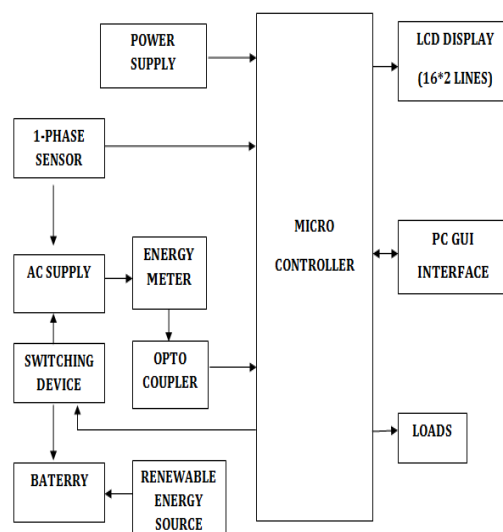 POWER
SUPPLY
LCD DISPLAY
(16*2 LINES)
1-PHASE
SENSOR
MICRO
CONTROLLER
PC GUI
INTERFACE
AC SUPPLY
ENERGY
METER
SWITCHING
DEVICE
OPTO
COUPLER
LOADS
BATERRY
RENEWABLE
ENERGY
SOURCE